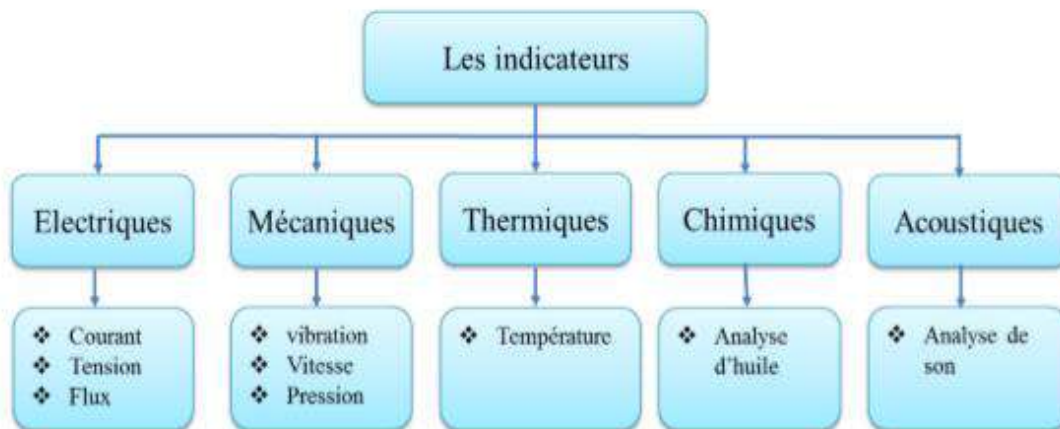 Les indicateurs
Electriques
Mécaniques
Thermiques
Chimiques
Acoustiques
❖ Courant
❖ Tension
❖ Flux
❖ vibration
❖ Vitesse
❖ Pression
❖ Température
❖ Analyse
d'huile
❖ Analyse de
son